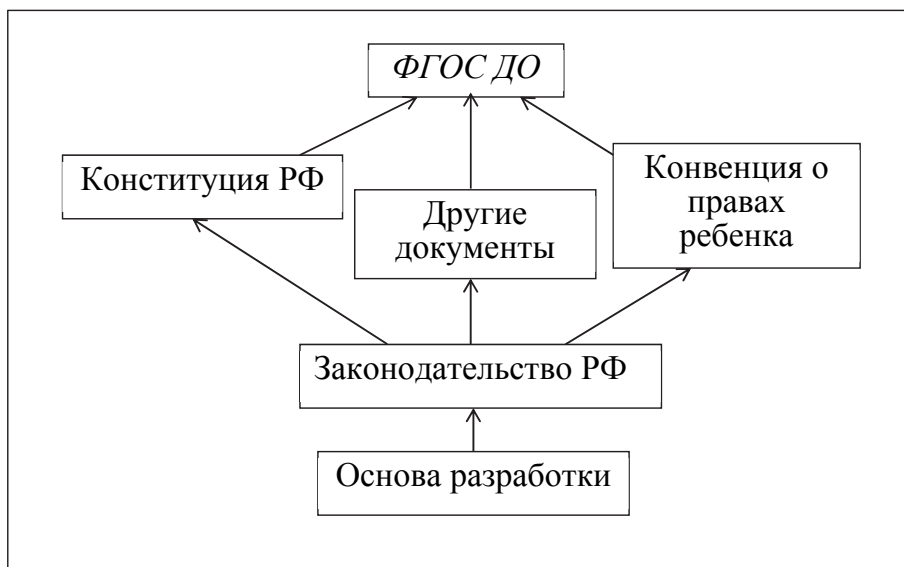 ФГОС ДО
Конституция РФ
Другие
документы
Конвенция о
правах
ребенка
Законодательство РФ
Основа разработки